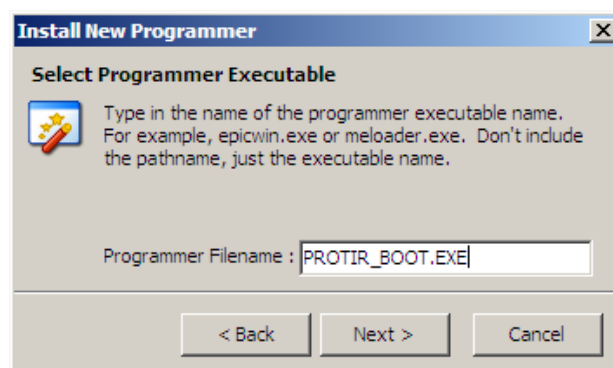 Install New Programmer
Select Programmer Executable
Type in the name of the programmer executable name.
For example, epicwin.exe or meloader.exe.  Don't include
the pathname, just the executable name.
Programmer Filename : PROTIR_BOOT.EXE
< Back Next > Cancel